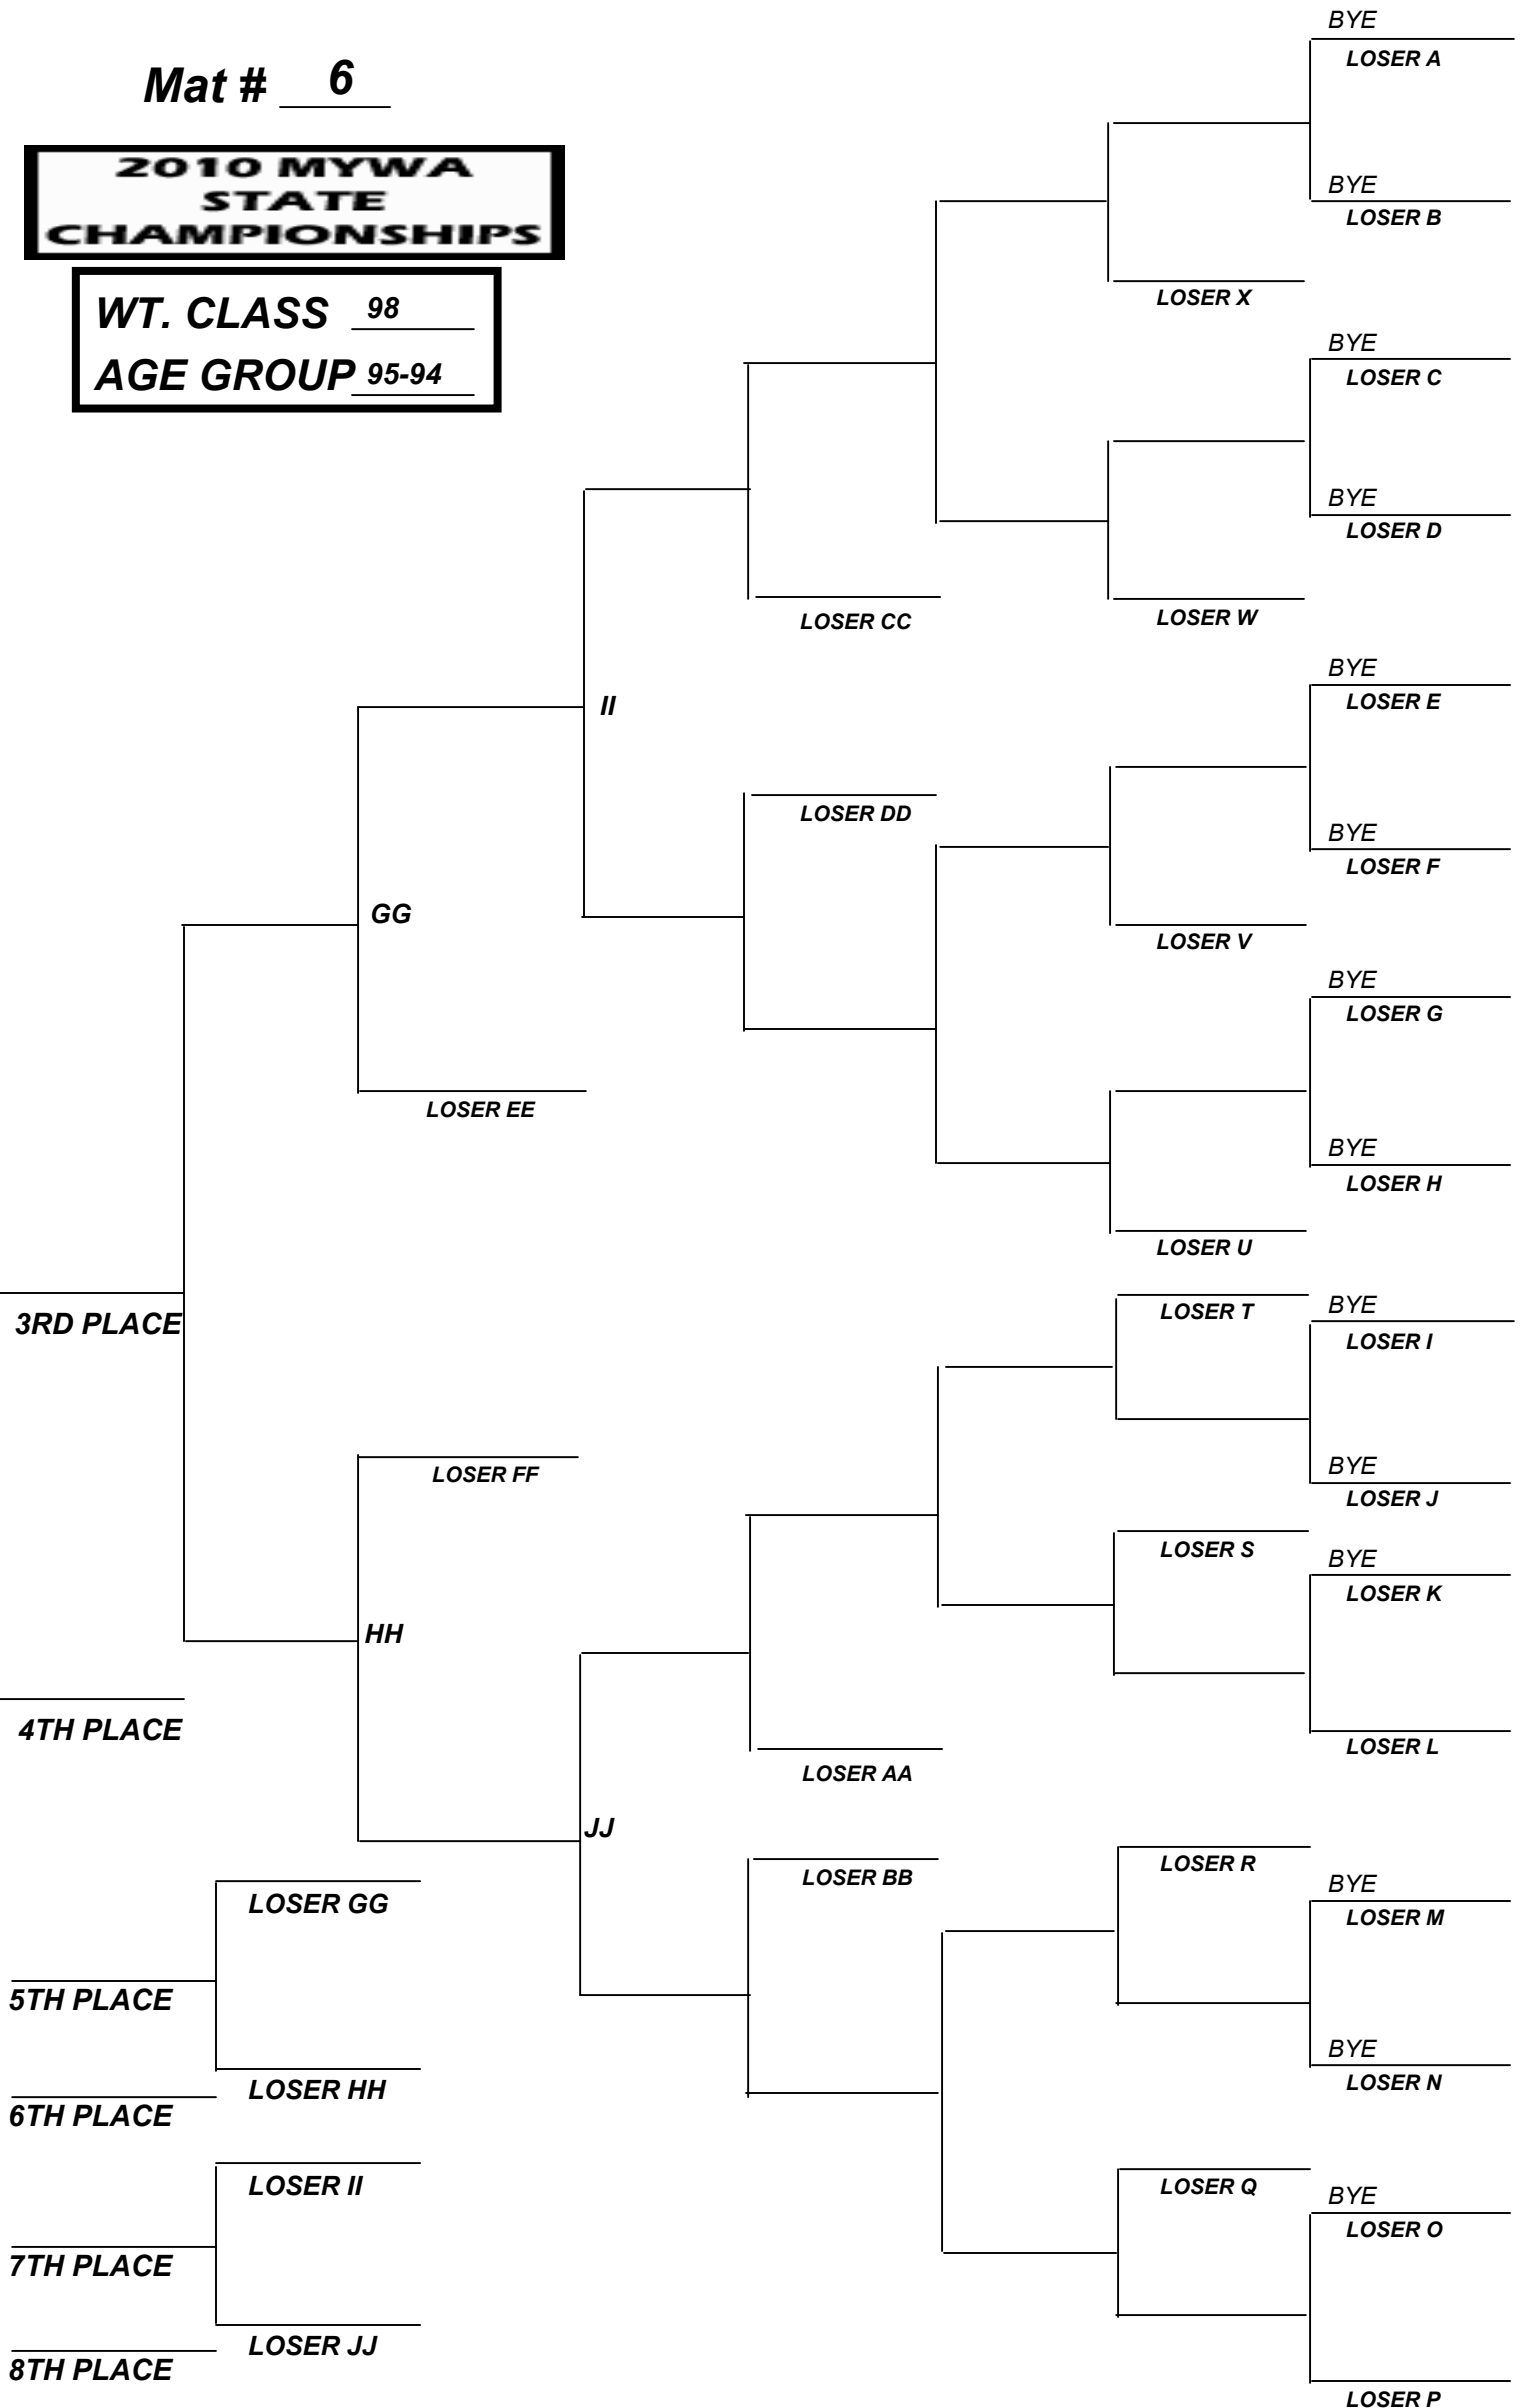 Mat # 6
2010 MYWA
STATE
CHAMPIONSHIPS
WT. CLASS 98
AGE GROUP 95-94
BYE
LOSER A
BYE
LOSER B
LOSER X
BYE
LOSER C
BYE
LOSER D
LOSER CC
LOSER W
BYE
LOSER E
II
LOSER DD
BYE
LOSER F
GG
LOSER V
BYE
LOSER G
LOSER EE
BYE
LOSER H
LOSER U
3RD PLACE
LOSER T
BYE
LOSER I
LOSER FF
BYE
LOSER J
LOSER S
BYE
LOSER K
HH
4TH PLACE
LOSER L
LOSER AA
JJ
LOSER BB
LOSER R
BYE
LOSER M
LOSER GG
5TH PLACE
BYE
LOSER N
LOSER HH
6TH PLACE
LOSER II
LOSER Q
BYE
LOSER O
7TH PLACE
LOSER JJ
8TH PLACE
LOSER P